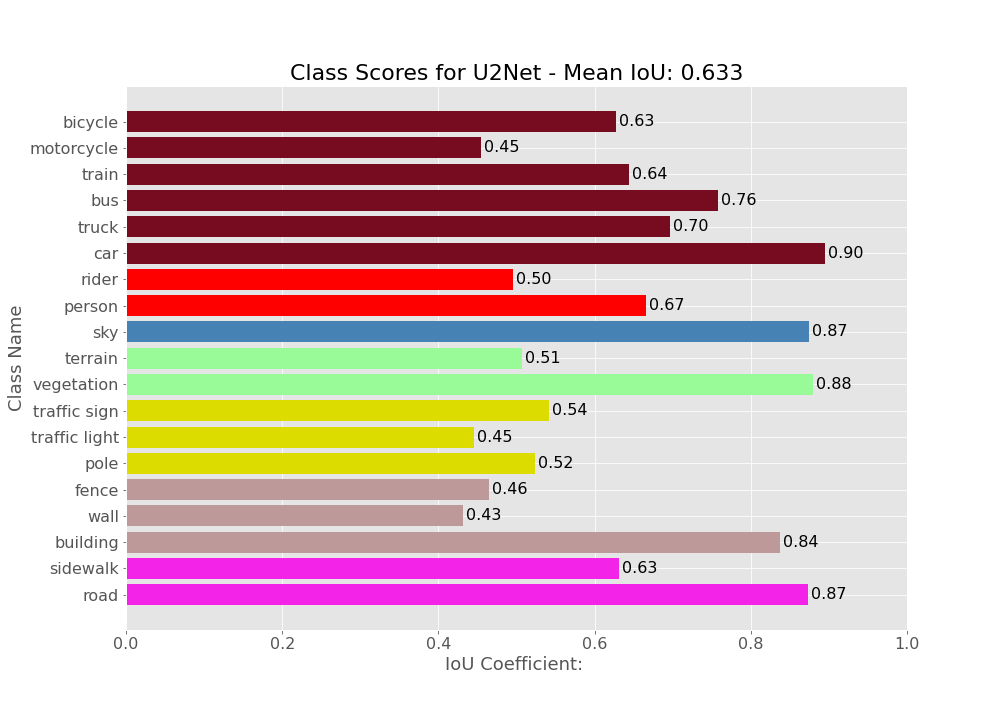 Class Scores for U2Net - Mean IoU: 0.633
Class Name
bicycle 0.63
motorcycle 0.45
train 0.64
bus 0.76
truck 0.70
car 0.90
rider 0.50
person 0.67
sky 0.87
terrain 0.51
vegetation 0.88
traffic sign 0.54
traffic light 0.45
pole 0.52
fence 0.46
wall 0.43
building 0.84
sidewalk 0.63
road 0.87
0.0 0.2 0.4 0.6 0.8 1.0
IoU Coefficient: